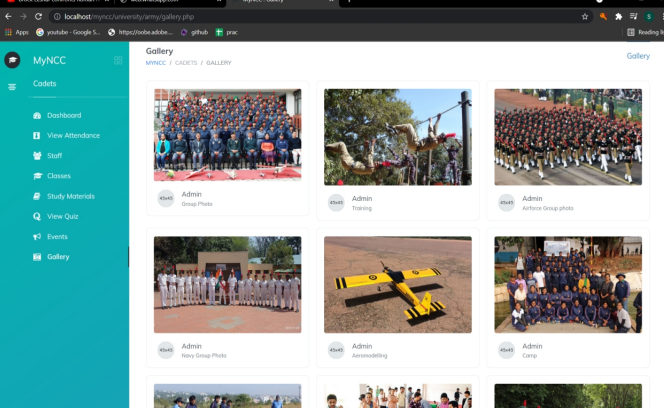 MyNCC : Gallery
localhost/myncc/university/army/gallery.php
Apps
youtube - Google S...
https://oobe.adobe....
github
prac
Reading li
MyNCC
Cadets
Dashboard
View Attendance
Staff
Classes
Study Materials
View Quiz
Events
Gallery
Gallery
Gallery
MYNCC / CADETS / GALLERY
45x45
Admin
Group Photo
45x45
Admin
Training
45x45
Admin
Airforce Group photo
45x45
Admin
Navy Group Photo
45x45
Admin
Aeromodelling
45x45
Admin
Camp